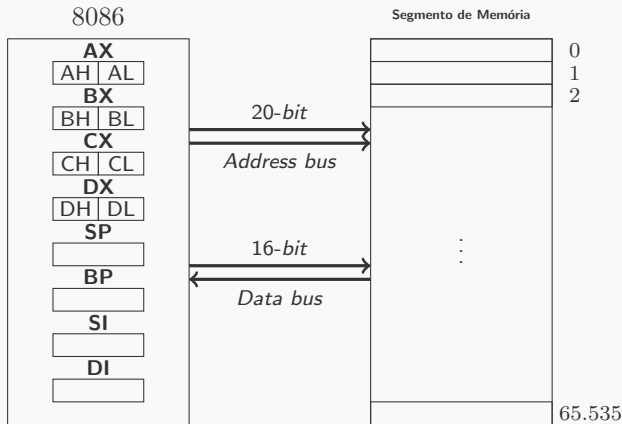 8086
AX
AH AL
BX
BH BL
CX
CH CL
DX
DH DL
SP
BP
SI
DI
20-bit
Address bus
16-bit
Data bus
Segmento de Memória
0
1
2
⋮
65.535